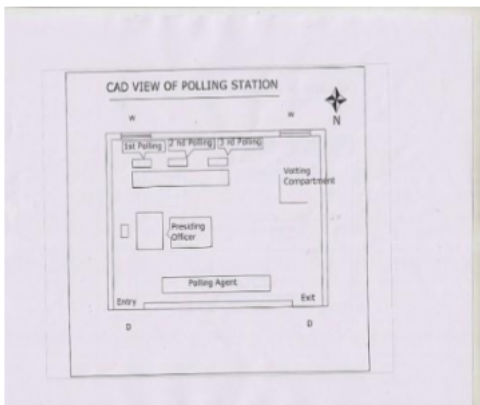 CAD VIEW OF POLLING STATION
W W
N
1st Polling 2 nd Polling 3 rd Polling
Votting
Compartment
Presiding
Officer
Polling Agent
Entry Exit
D D